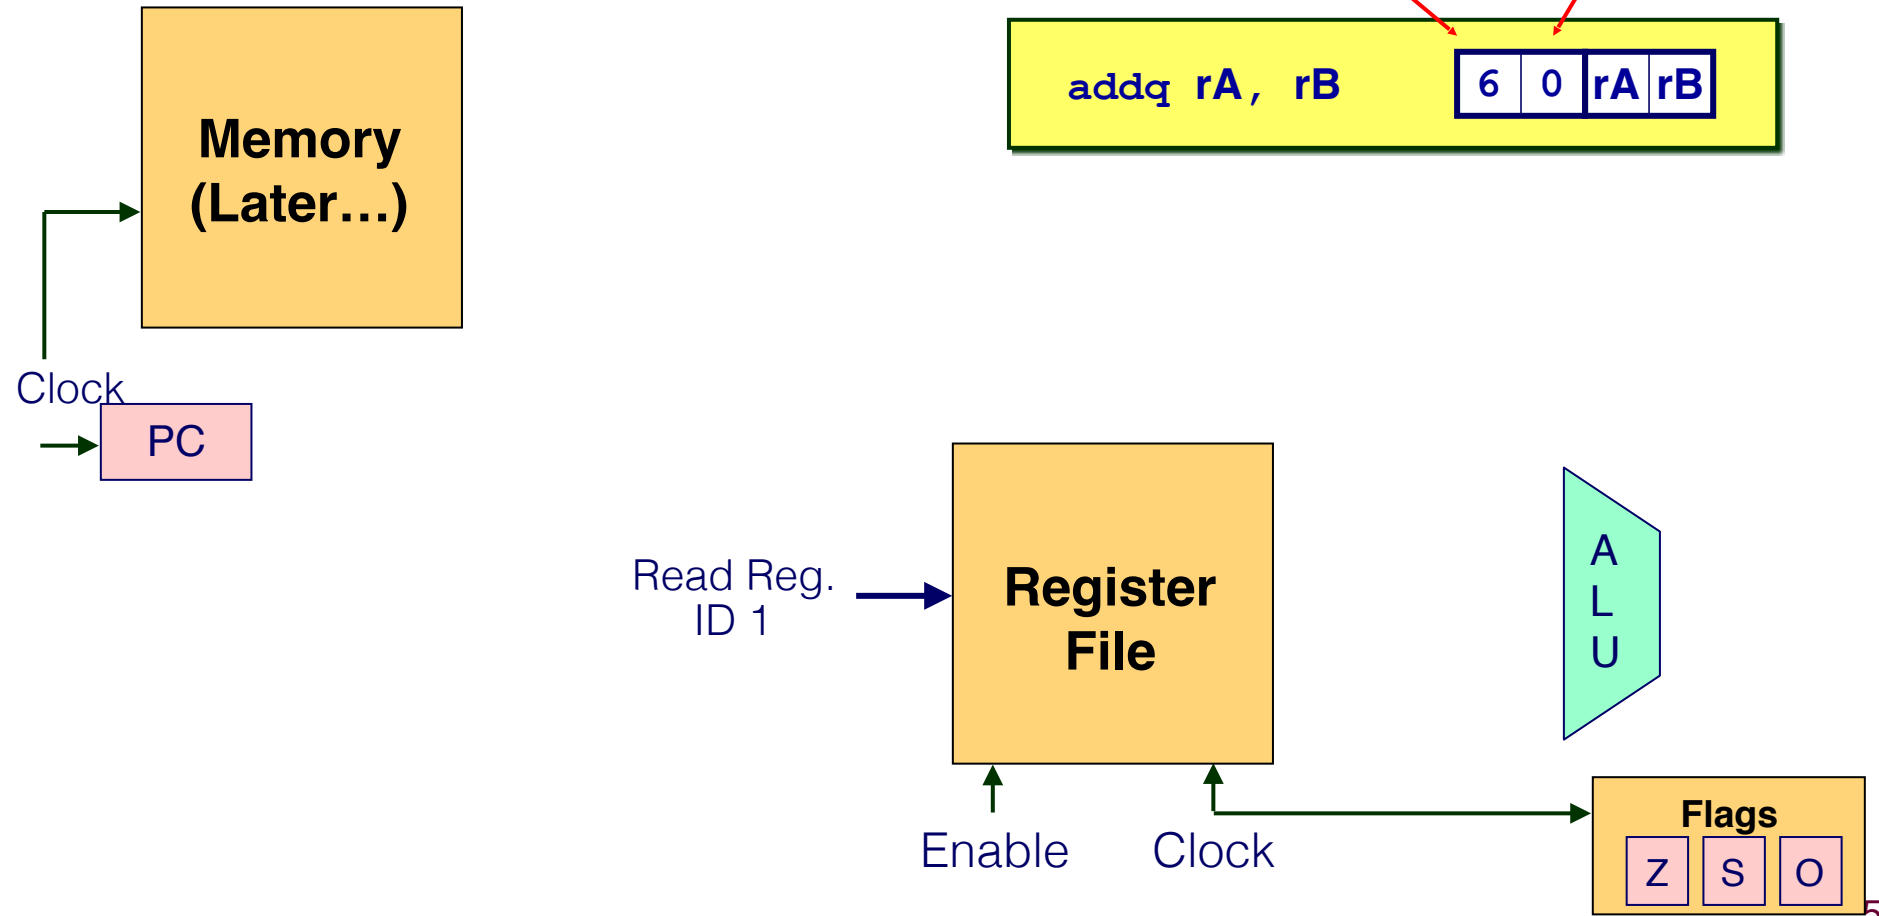 Memory
(Later…)
addq rA, rB
6 0 rA rB
Clock
PC
Read Reg.
ID 1
Register
File
A
L
U
Enable
Clock
Flags
Z S O
5